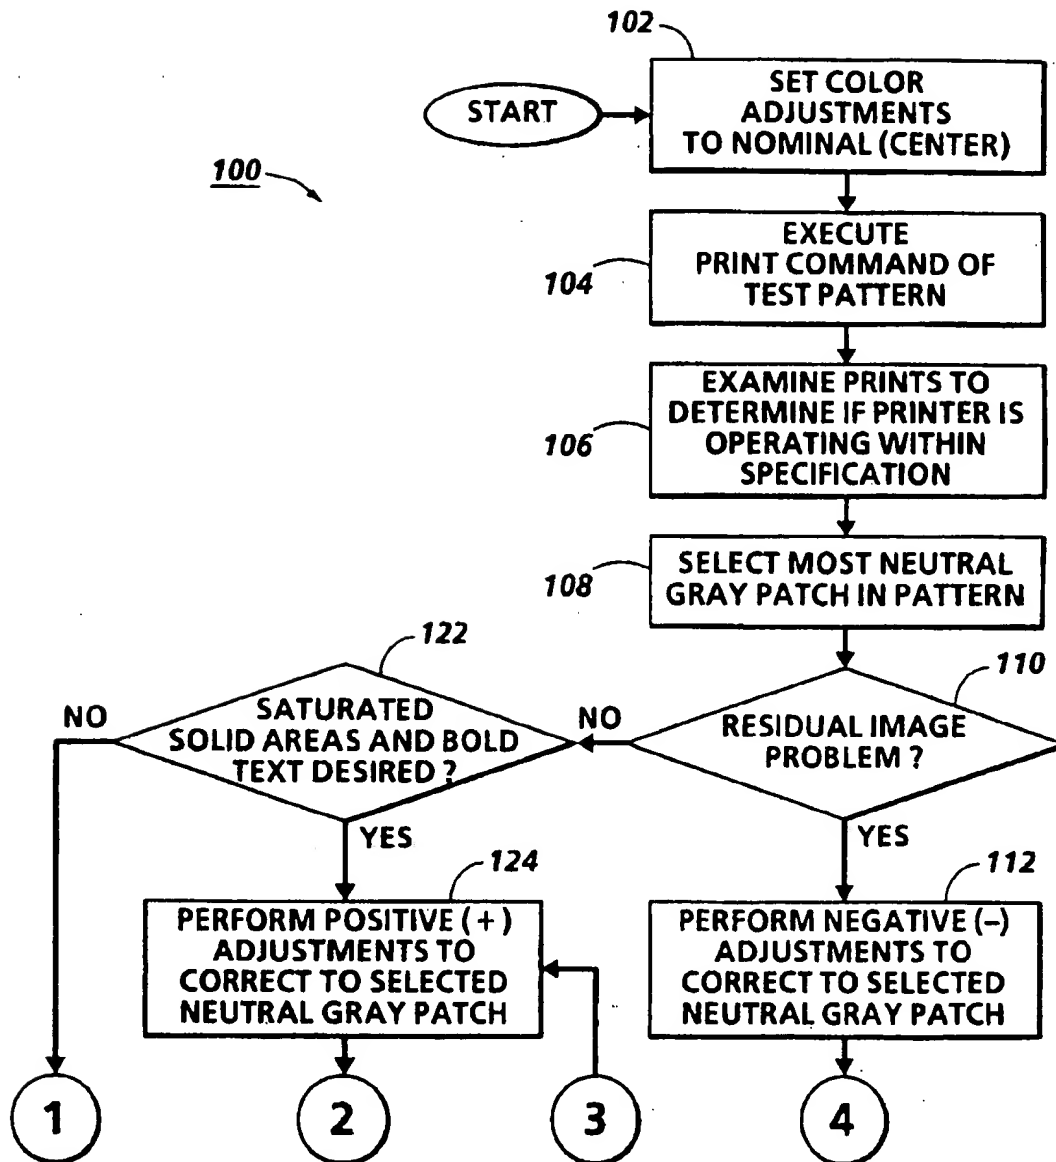 102
START
SET COLOR
ADJUSTMENTS
TO NOMINAL (CENTER)
100
104
EXECUTE
PRINT COMMAND OF
TEST PATTERN
106
EXAMINE PRINTS TO
DETERMINE IF PRINTER IS
OPERATING WITHIN
SPECIFICATION
108
SELECT MOST NEUTRAL
GRAY PATCH IN PATTERN
110
RESIDUAL IMAGE
PROBLEM ?
NO
YES
122
SATURATED
SOLID AREAS AND BOLD
TEXT DESIRED ?
NO
YES
124
PERFORM POSITIVE (+)
ADJUSTMENTS TO
CORRECT TO SELECTED
NEUTRAL GRAY PATCH
112
PERFORM NEGATIVE (–)
ADJUSTMENTS TO
CORRECT TO SELECTED
NEUTRAL GRAY PATCH
1
2
3
4